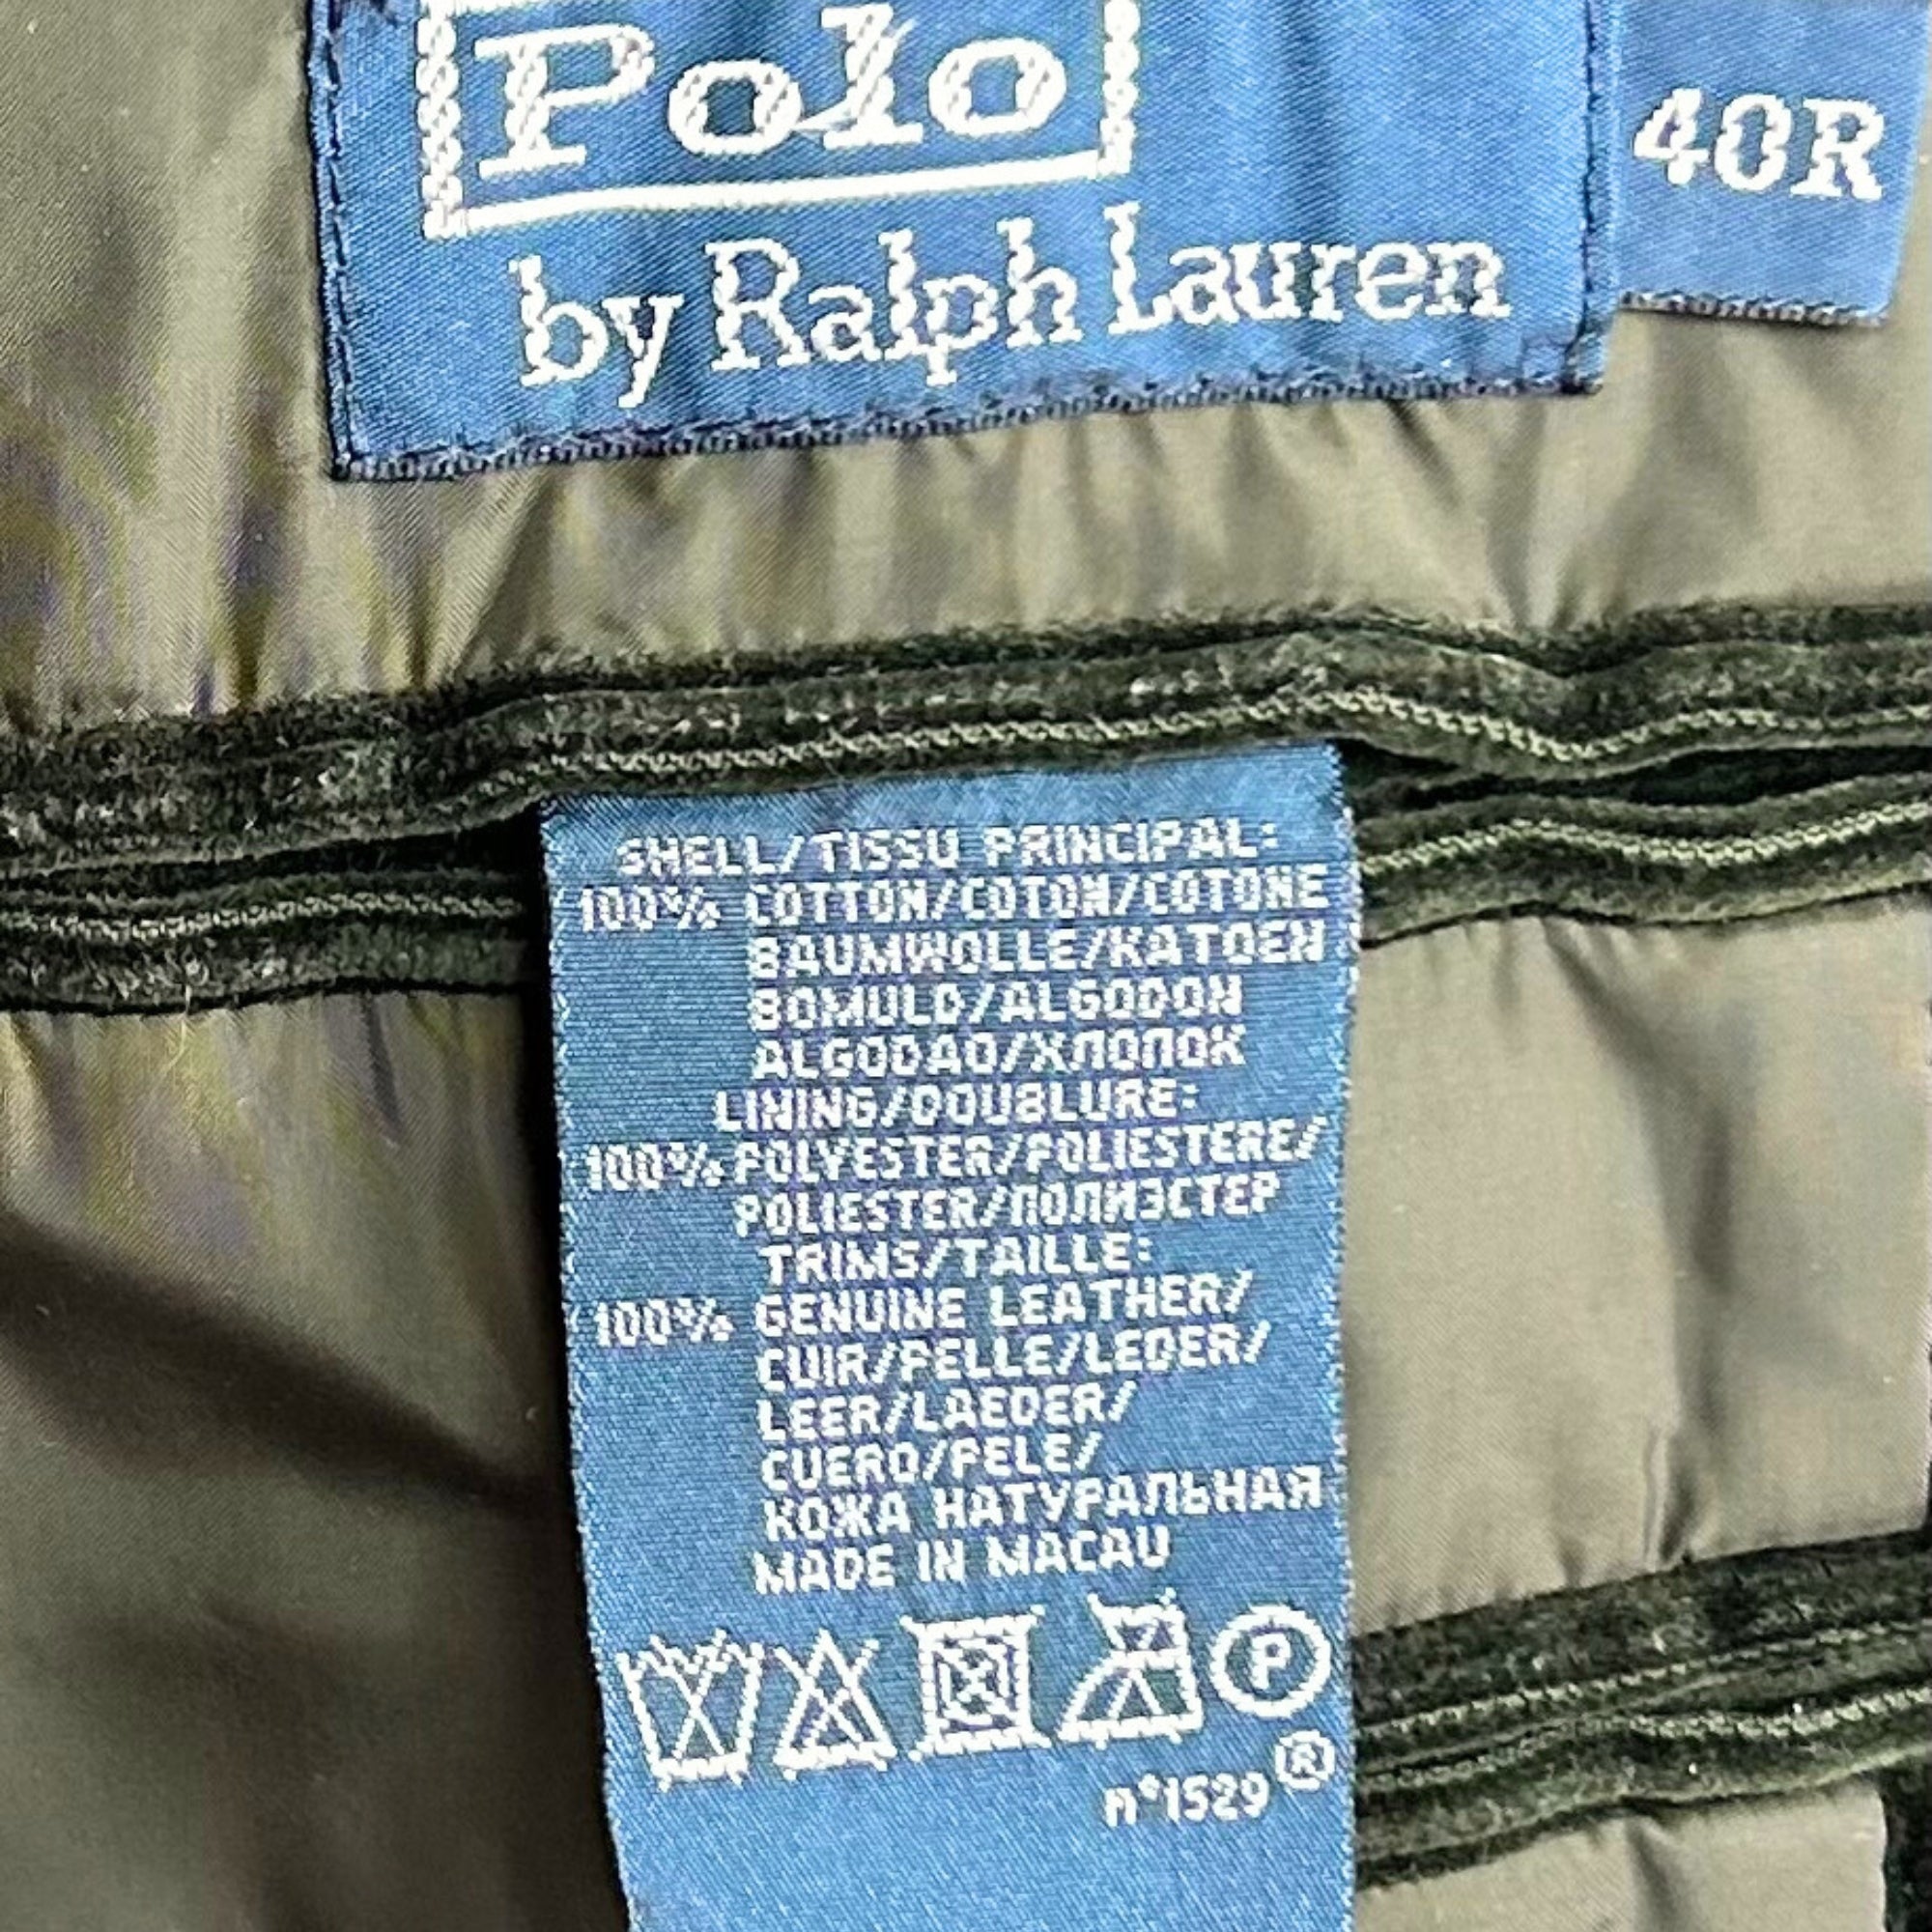 Polo
by Ralph Lauren
40R
SHELL/TISSU PRINCIPAL:
100% COTTON/COTON/COTONE
BAUMWOLLE/KATOEN
BOMULD/ALGODON
ALGODAO/ХЛОПОК
LINING/DOUBLURE:
100% POLYESTER/POLIESTERE/
POLIESTER/ПОЛИЭСТЕР
TRIMS/TAILLE:
100% GENUINE LEATHER/
CUIR/PELLE/LEDER/
LEER/LAEDER/
CUERO/PELE/
КОЖА НАТУРАЛЬНАЯ
MADE IN MACAU
P
n°1529 ®